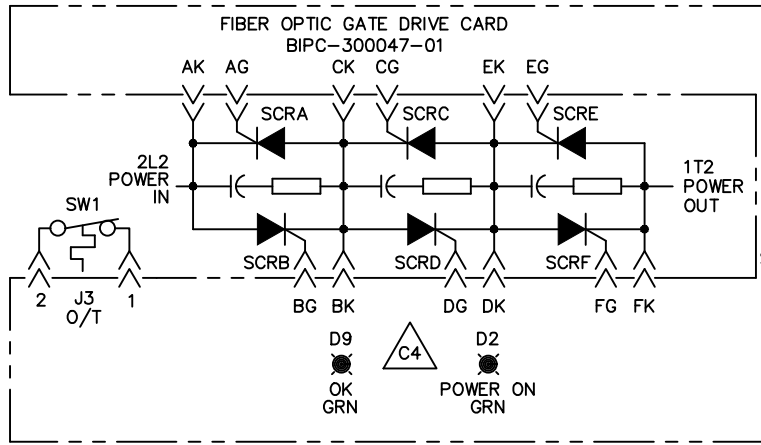 FIBER OPTIC GATE DRIVE CARD
BIPC-300047-01
AK AG CK CG EK EG
SCRA SCRC SCRE
2L2
POWER
IN
1T2
POWER
OUT
SW1
SCRB SCRD SCRF
2 J3 1
O/T
BG BK DG DK FG FK
D9 C4 D2
OK POWER ON
GRN GRN